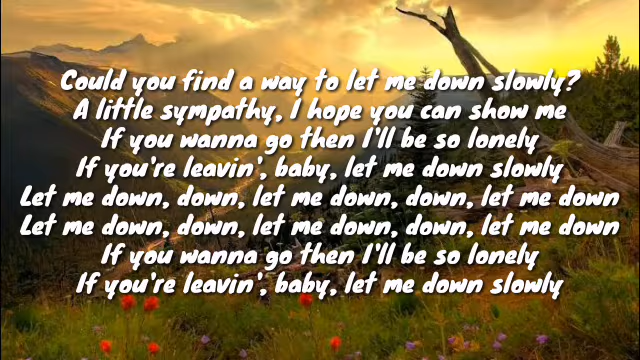 Could you find a way to let me down slowly?
A little sympathy, I hope you can show me
If you wanna go then I'll be so lonely
If you're leavin', baby, let me down slowly
Let me down, down, let me down, down, let me down
Let me down, down, let me down, down, let me down
If you wanna go then I'll be so lonely
If you're leavin', baby, let me down slowly